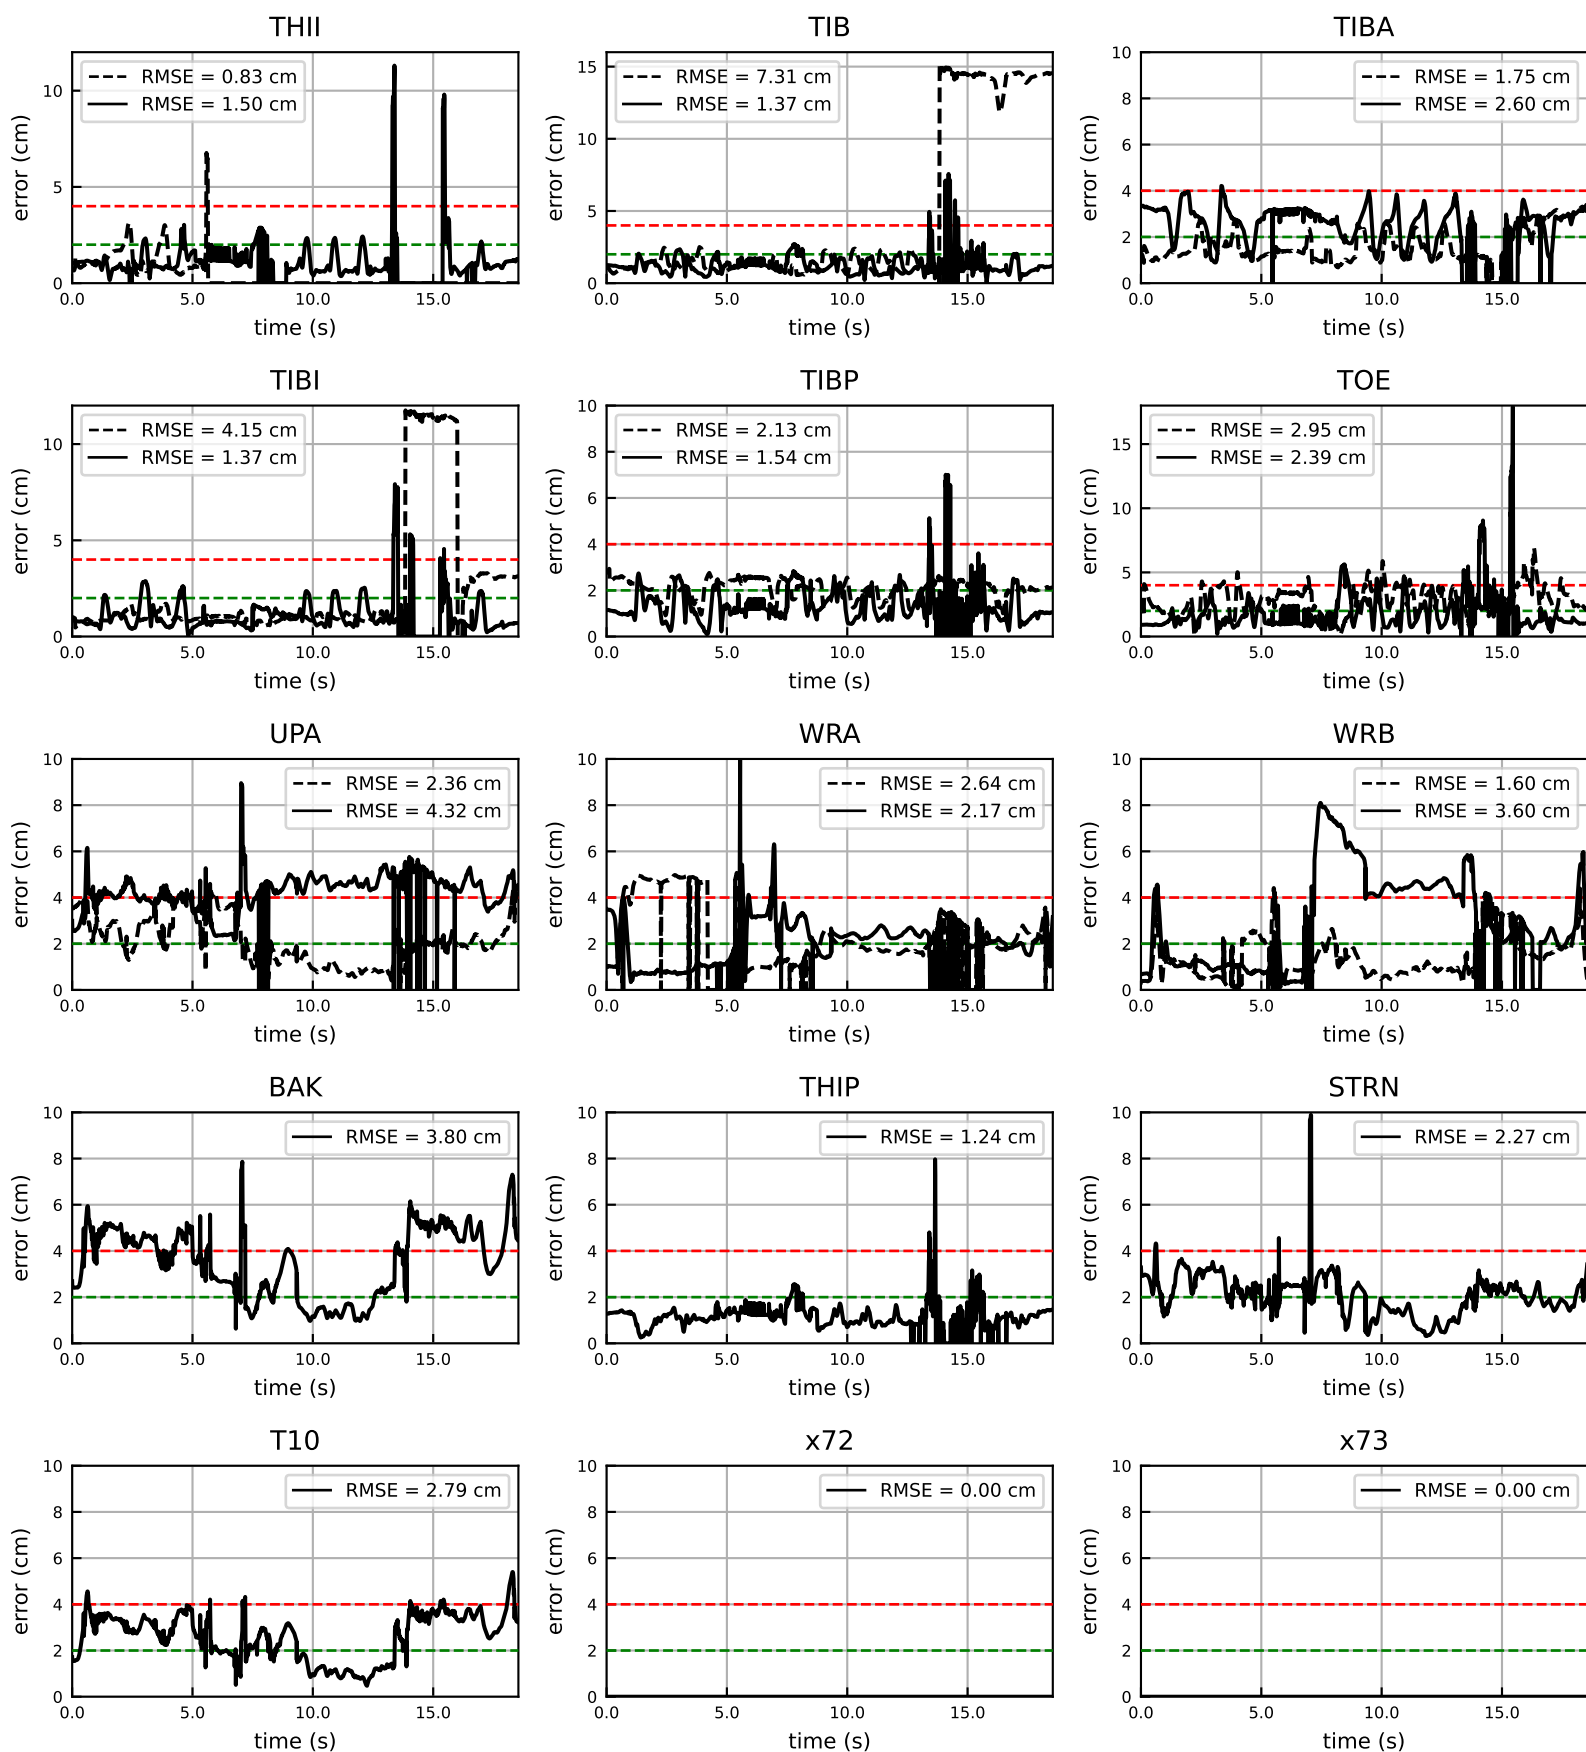 THII
error (cm)
10
5
0
RMSE = 0.83 cm
RMSE = 1.50 cm
0.0 5.0 10.0 15.0
time (s)
TIB
error (cm)
15
10
5
0
RMSE = 7.31 cm
RMSE = 1.37 cm
0.0 5.0 10.0 15.0
time (s)
TIBA
error (cm)
10
8
6
4
2
0
RMSE = 1.75 cm
RMSE = 2.60 cm
0.0 5.0 10.0 15.0
time (s)
TIBI
error (cm)
10
5
0
RMSE = 4.15 cm
RMSE = 1.37 cm
0.0 5.0 10.0 15.0
time (s)
TIBP
error (cm)
10
8
6
4
2
0
RMSE = 2.13 cm
RMSE = 1.54 cm
0.0 5.0 10.0 15.0
time (s)
TOE
error (cm)
15
10
5
0
RMSE = 2.95 cm
RMSE = 2.39 cm
0.0 5.0 10.0 15.0
time (s)
UPA
error (cm)
10
8
6
4
2
0
RMSE = 2.36 cm
RMSE = 4.32 cm
0.0 5.0 10.0 15.0
time (s)
WRA
error (cm)
10
8
6
4
2
0
RMSE = 2.64 cm
RMSE = 2.17 cm
0.0 5.0 10.0 15.0
time (s)
WRB
error (cm)
10
8
6
4
2
0
RMSE = 1.60 cm
RMSE = 3.60 cm
0.0 5.0 10.0 15.0
time (s)
BAK
error (cm)
10
8
6
4
2
0
RMSE = 3.80 cm
0.0 5.0 10.0 15.0
time (s)
THIP
error (cm)
10
8
6
4
2
0
RMSE = 1.24 cm
0.0 5.0 10.0 15.0
time (s)
STRN
error (cm)
10
8
6
4
2
0
RMSE = 2.27 cm
0.0 5.0 10.0 15.0
time (s)
T10
error (cm)
10
8
6
4
2
0
RMSE = 2.79 cm
0.0 5.0 10.0 15.0
time (s)
x72
error (cm)
10
8
6
4
2
0
RMSE = 0.00 cm
0.0 5.0 10.0 15.0
time (s)
x73
error (cm)
10
8
6
4
2
0
RMSE = 0.00 cm
0.0 5.0 10.0 15.0
time (s)